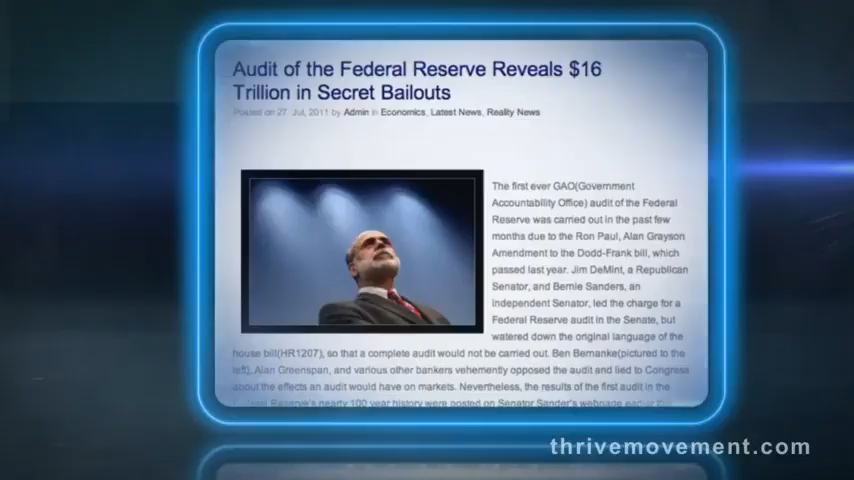 Audit of the Federal Reserve Reveals $16
Trillion in Secret Bailouts
Posted on 27 Jul, 2011 by Admin in Economics, Latest News, Reality News
The first ever GAO(Government
Accountability Office) audit of the Federal
Reserve was carried out in the past few
months due to the Ron Paul, Alan Grayson
Amendment to the Dodd-Frank bill, which
passed last year. Jim DeMint, a Republican
Senator, and Bernie Sanders, an
independent Senator, led the charge for a
Federal Reserve audit in the Senate, but
watered down the original language of the
house bill(HR1207), so that a complete audit would not be carried out. Ben Bernanke(pictured to the
left), Alan Greenspan, and various other bankers vehemently opposed the audit and lied to Congress
about the effects an audit would have on markets. Nevertheless, the results of the first audit in the
Federal Reserve's nearly 100 year history were posted on Senator Sander's webpage earlier
thrivemovement.com